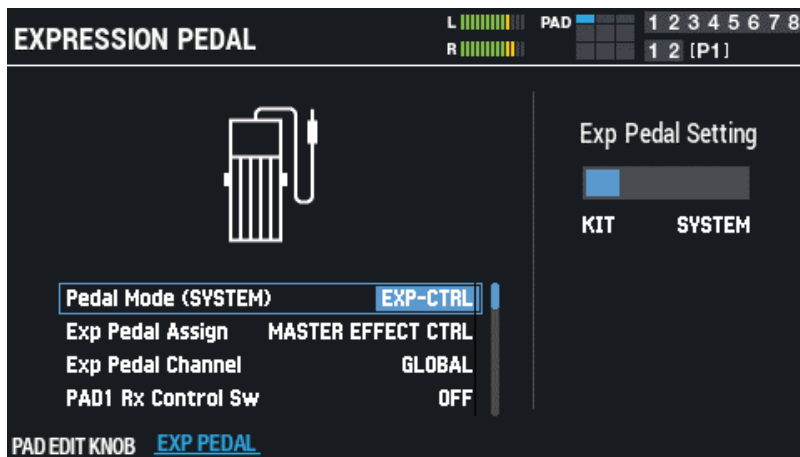 EXPRESSION PEDAL
L
R
PAD
1 2 3 4 5 6 7 8
1 2 [P1]
Exp Pedal Setting
KIT SYSTEM
Pedal Mode (SYSTEM) EXP-CTRL
Exp Pedal Assign MASTER EFFECT CTRL
Exp Pedal Channel GLOBAL
PAD1 Rx Control Sw OFF
PAD EDIT KNOB EXP PEDAL